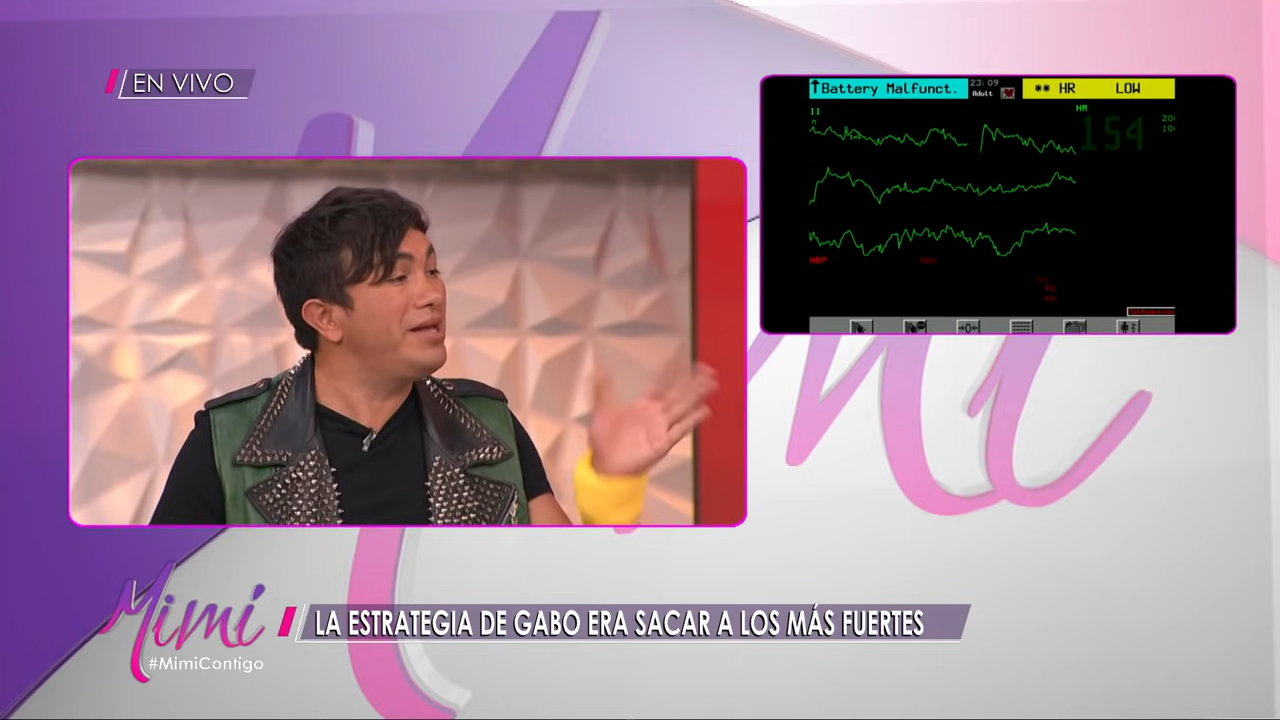 EN VIVO
↑Battery Malfunct.
23:09
Adult
** HR LOW
II
HR
154
Mimi
#MimiContigo
LA ESTRATEGIA DE GABO ERA SACAR A LOS MÁS FUERTES